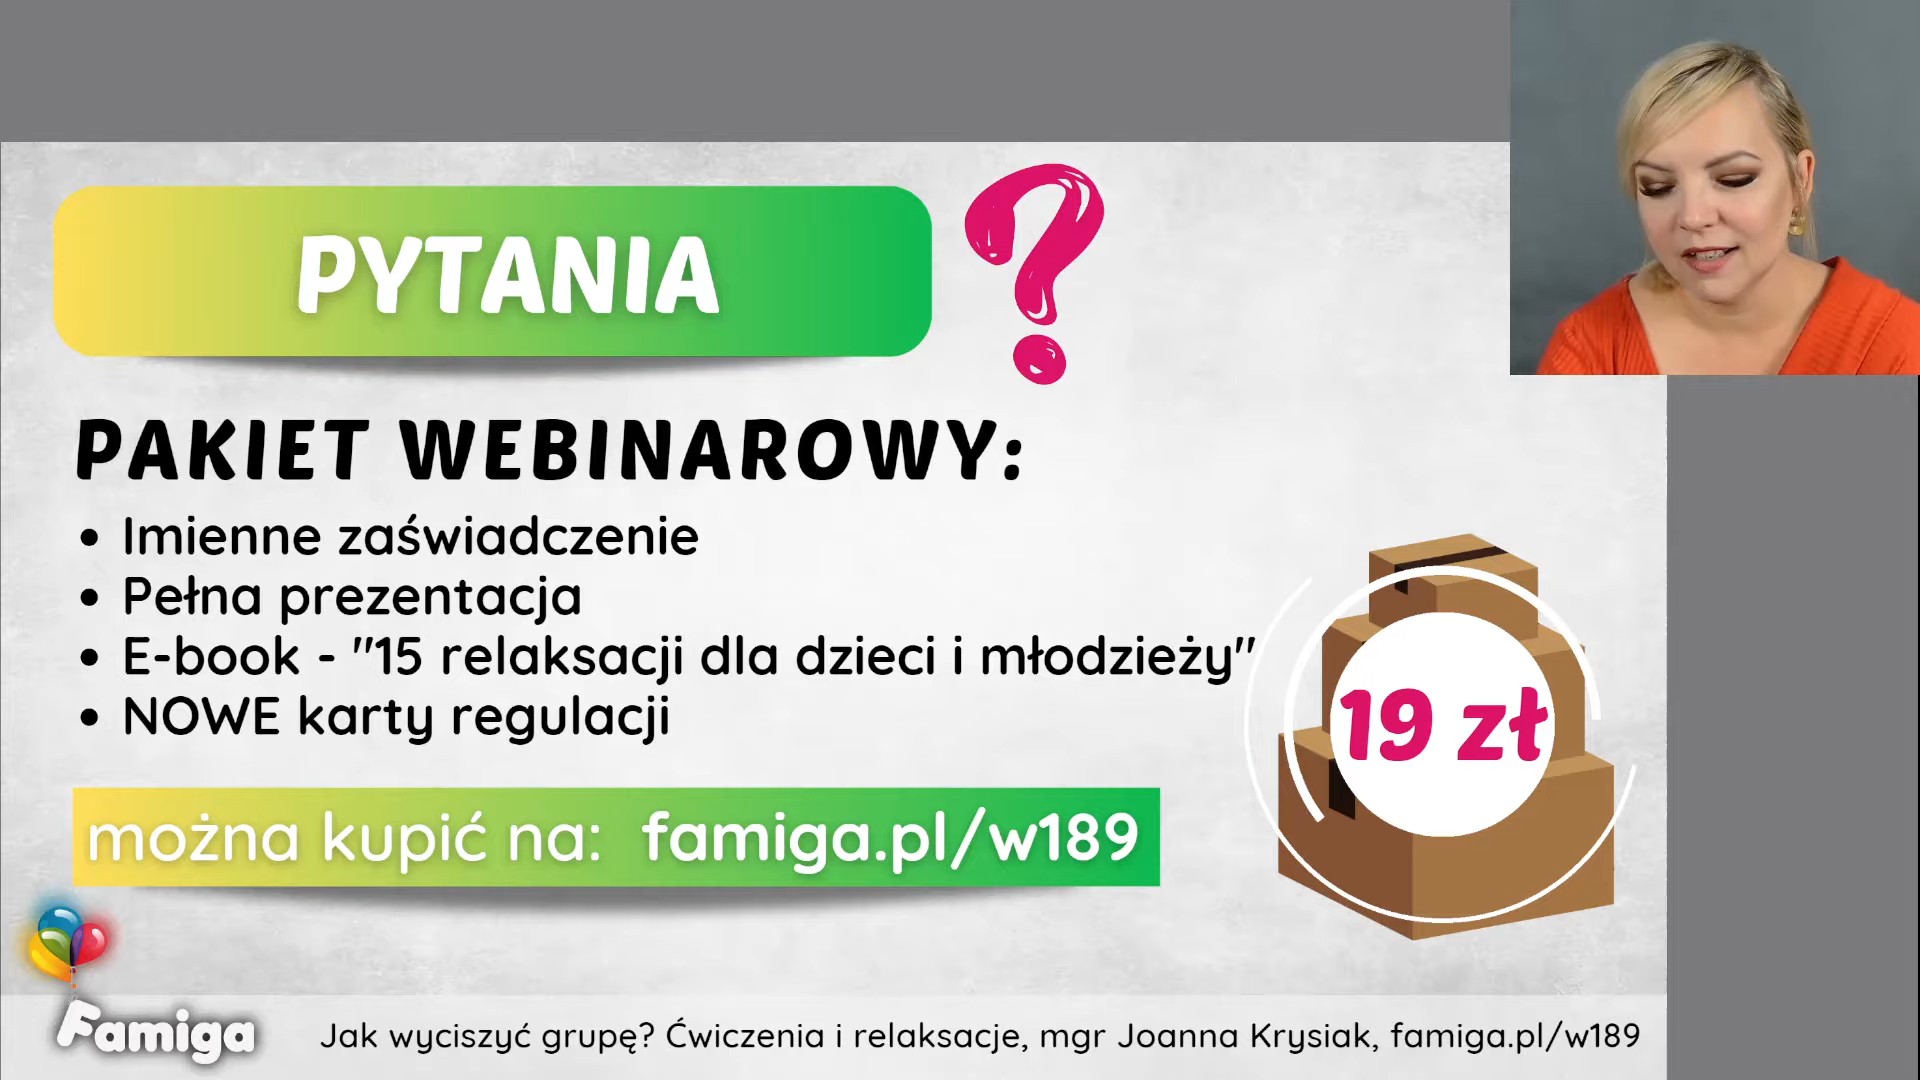 PYTANIA
PAKIET WEBINAROWY:
• Imienne zaświadczenie
• Pełna prezentacja
• E-book - "15 relaksacji dla dzieci i młodzieży"
• NOWE karty regulacji
19 zł
można kupić na: famiga.pl/w189
Famiga
Jak wyciszyć grupę? Ćwiczenia i relaksacje, mgr Joanna Krysiak, famiga.pl/w189